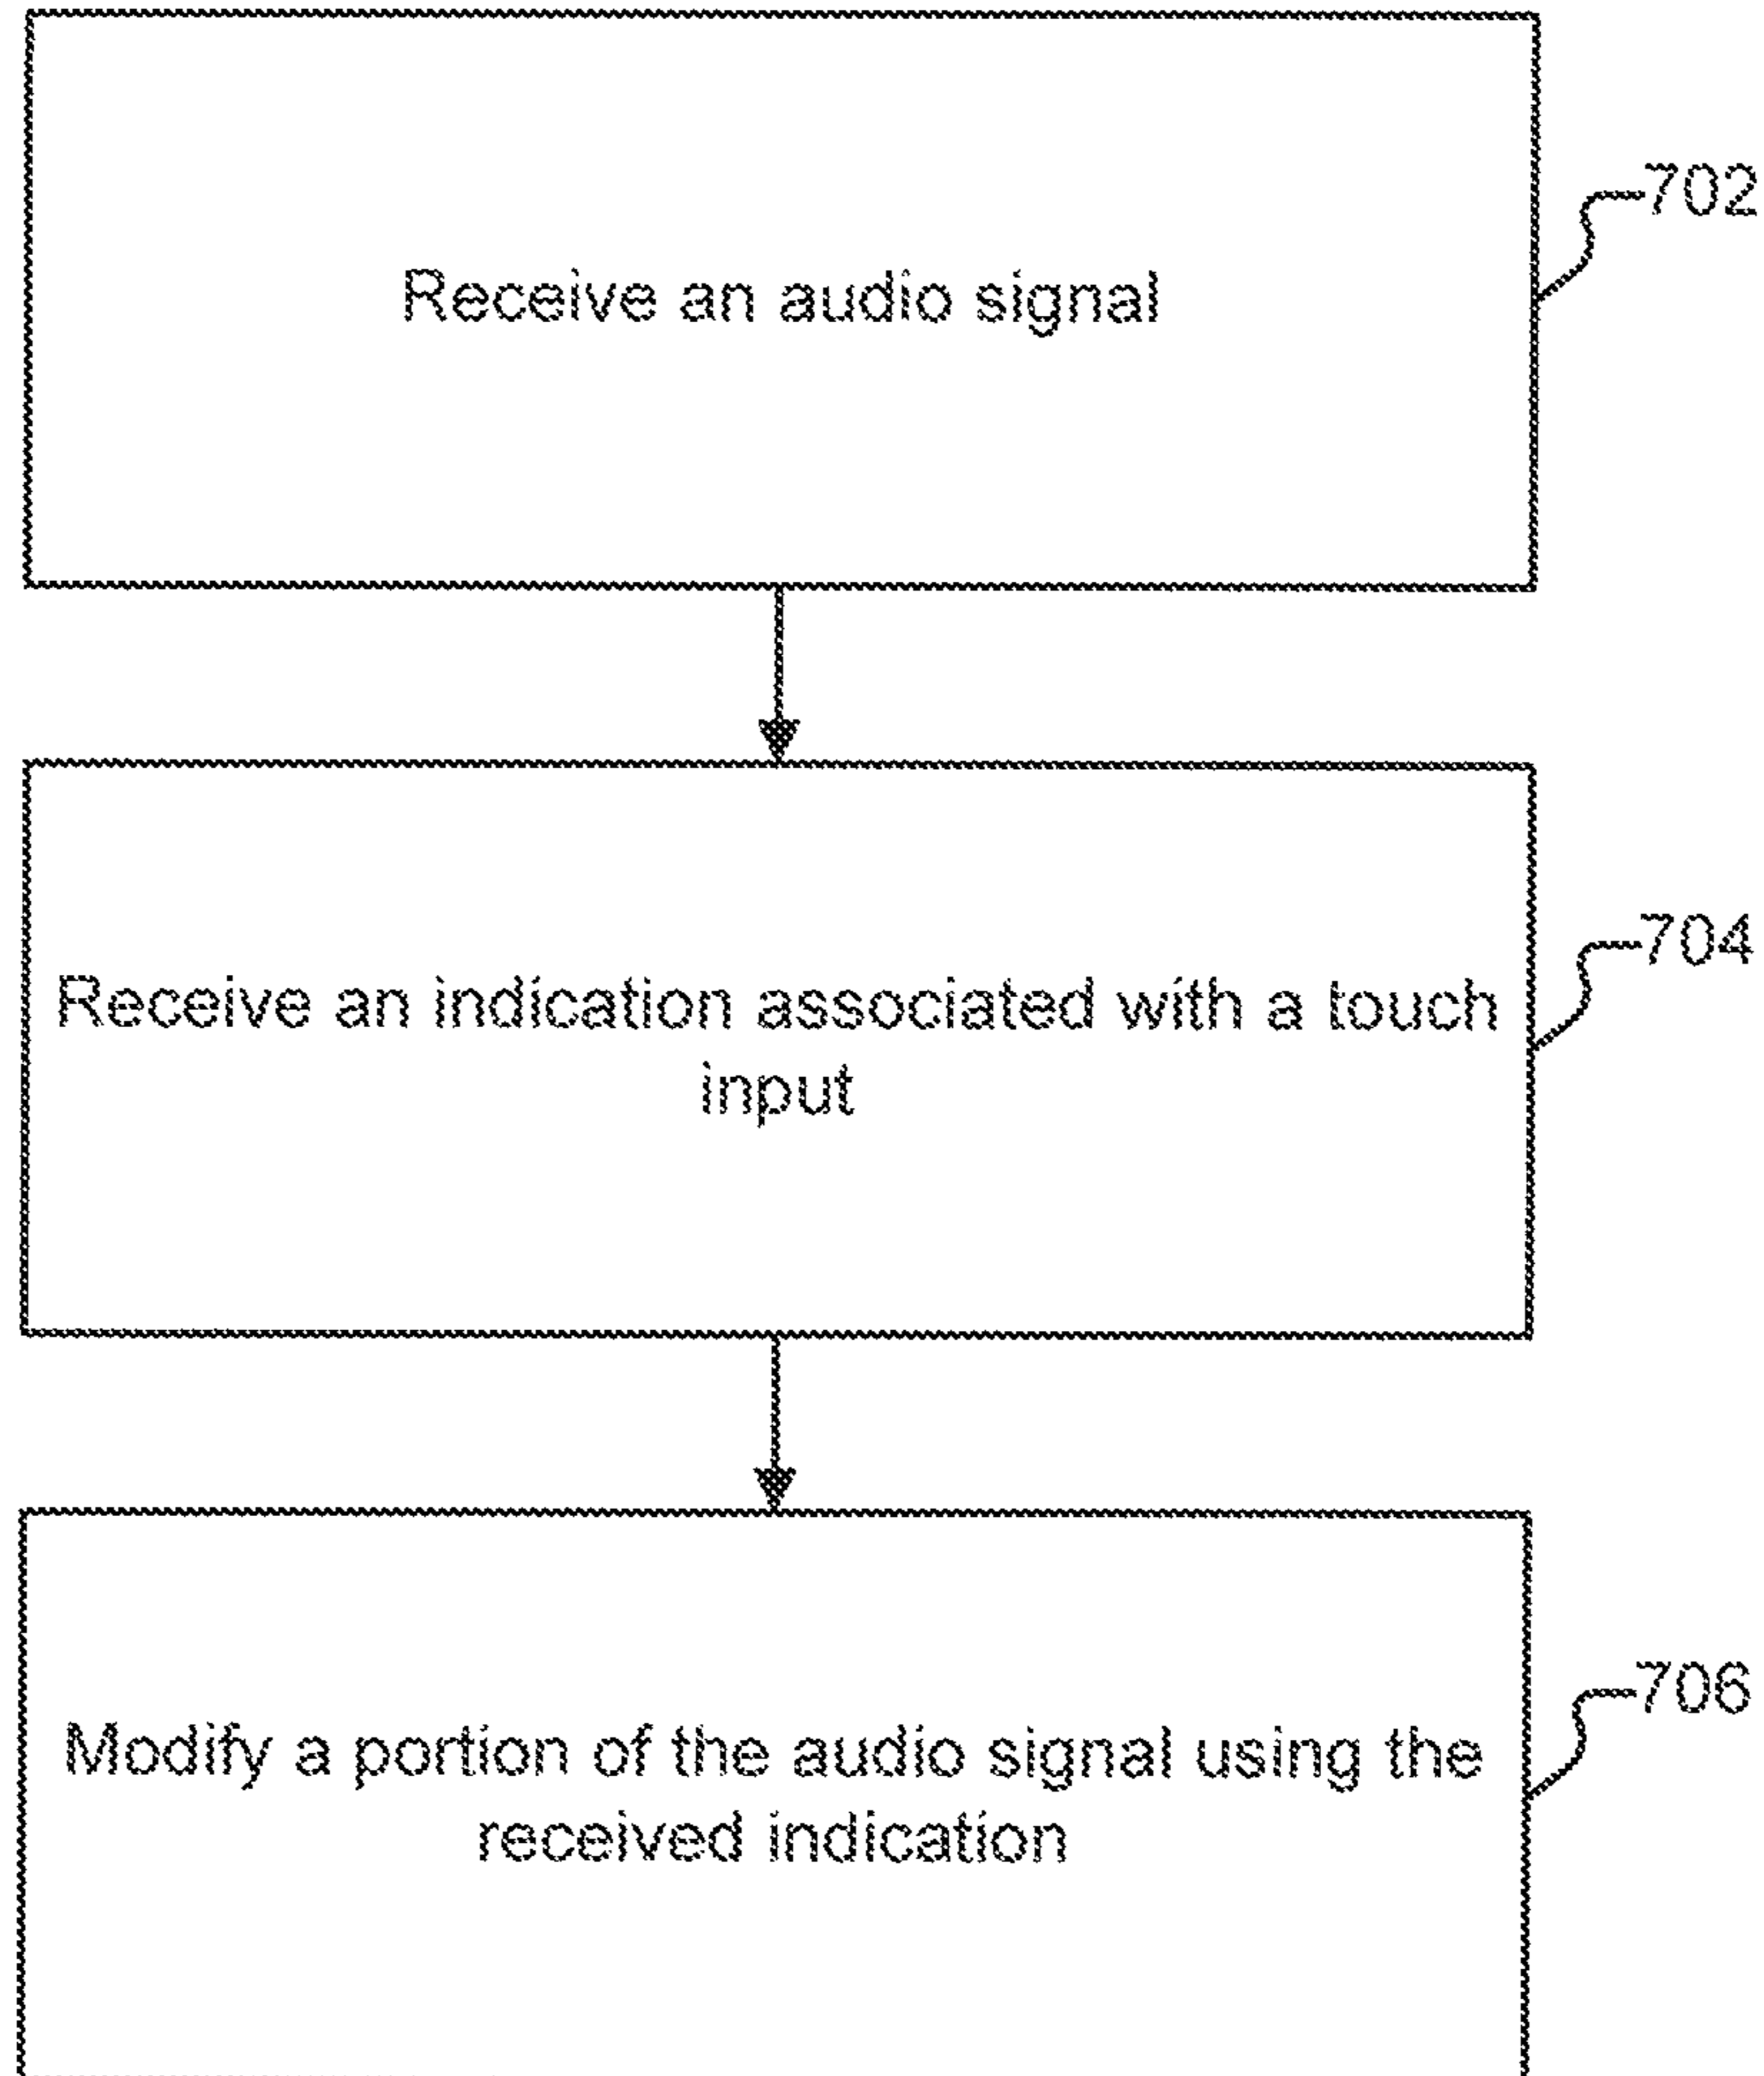 Receive an audio signal
702
Receive an indication associated with a touch
input
704
Modify a portion of the audio signal using the
received indication
706